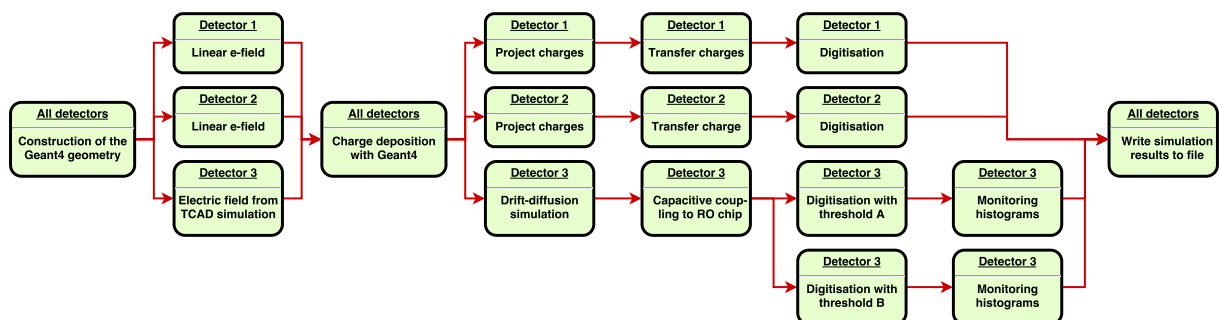 All detectors
Construction of the
Geant4 geometry
Detector 1
Linear e-field
Detector 2
Linear e-field
Detector 3
Electric field from
TCAD simulation
All detectors
Charge deposition
with Geant4
Detector 1
Project charges
Detector 1
Transfer charges
Detector 1
Digitisation
Detector 2
Project charges
Detector 2
Transfer charge
Detector 2
Digitisation
Detector 3
Drift-diffusion
simulation
Detector 3
Capacitive coup-
ling to RO chip
Detector 3
Digitisation with
threshold A
Detector 3
Monitoring
histograms
Detector 3
Digitisation with
threshold B
Detector 3
Monitoring
histograms
All detectors
Write simulation
results to file